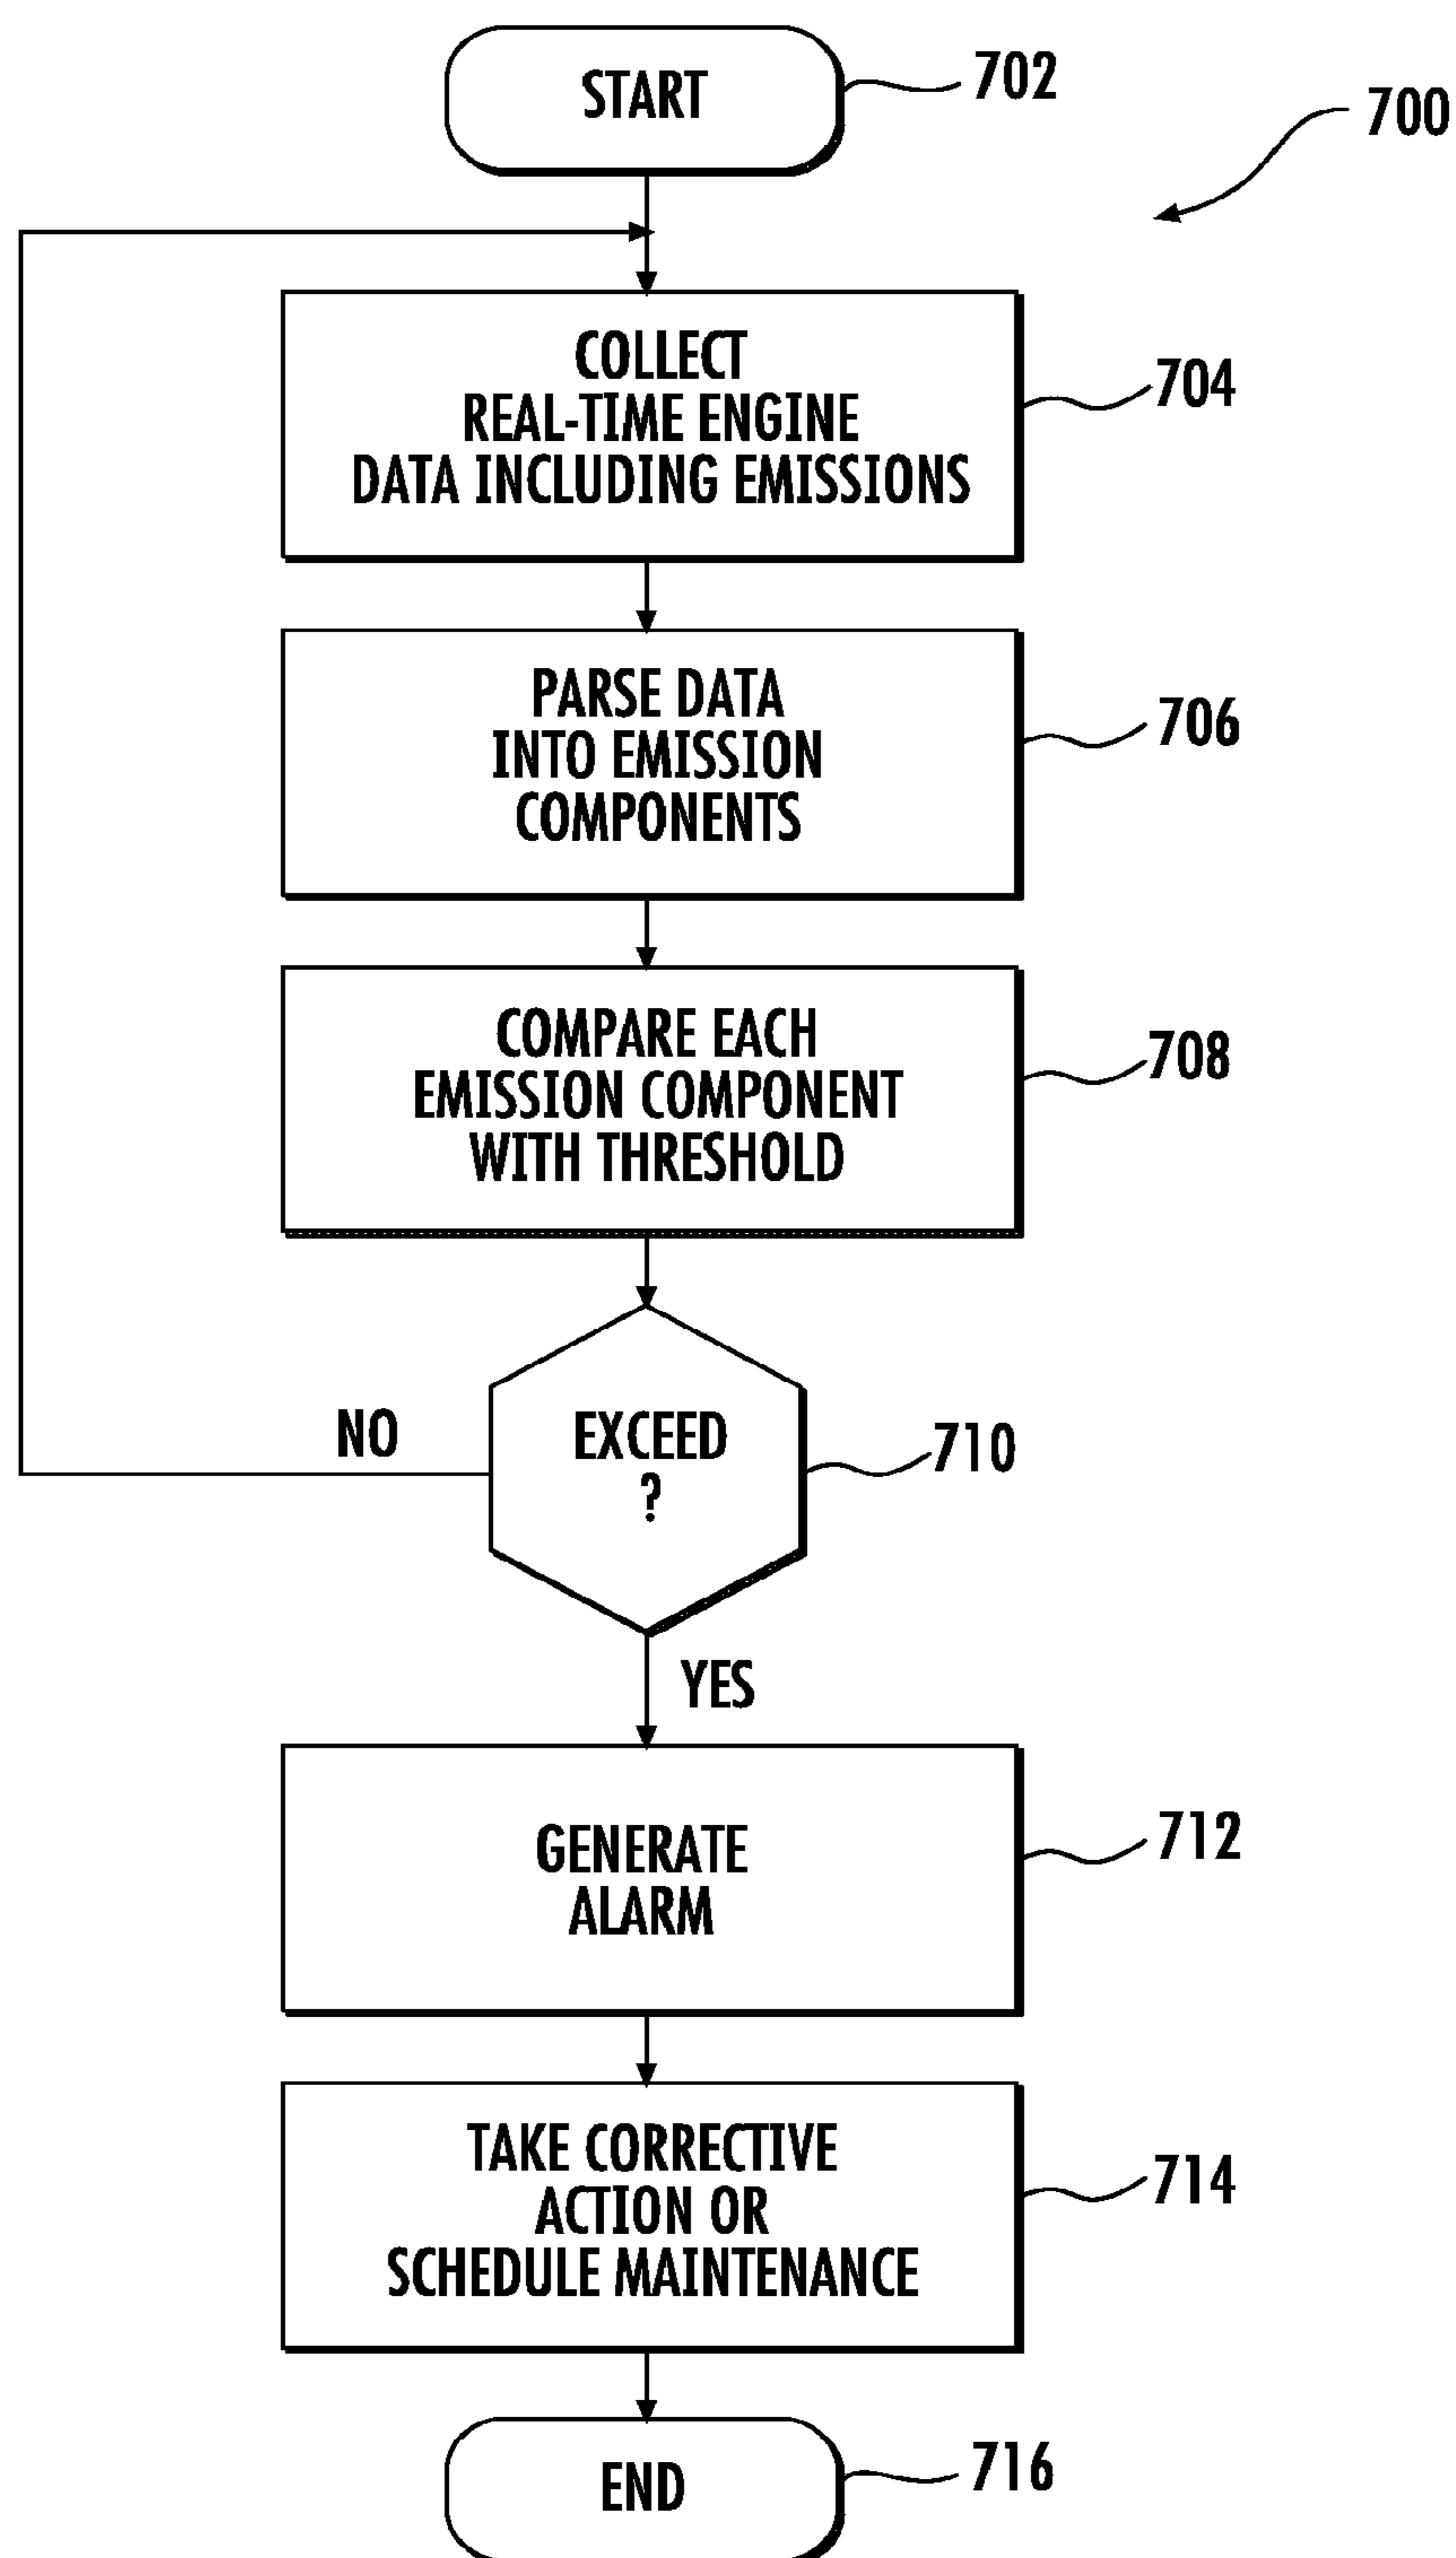 START
702
700
COLLECT
REAL-TIME ENGINE
DATA INCLUDING EMISSIONS
704
PARSE DATA
INTO EMISSION
COMPONENTS
706
COMPARE EACH
EMISSION COMPONENT
WITH THRESHOLD
708
NO
EXCEED
?
710
YES
GENERATE
ALARM
712
TAKE CORRECTIVE
ACTION OR
SCHEDULE MAINTENANCE
714
END
716